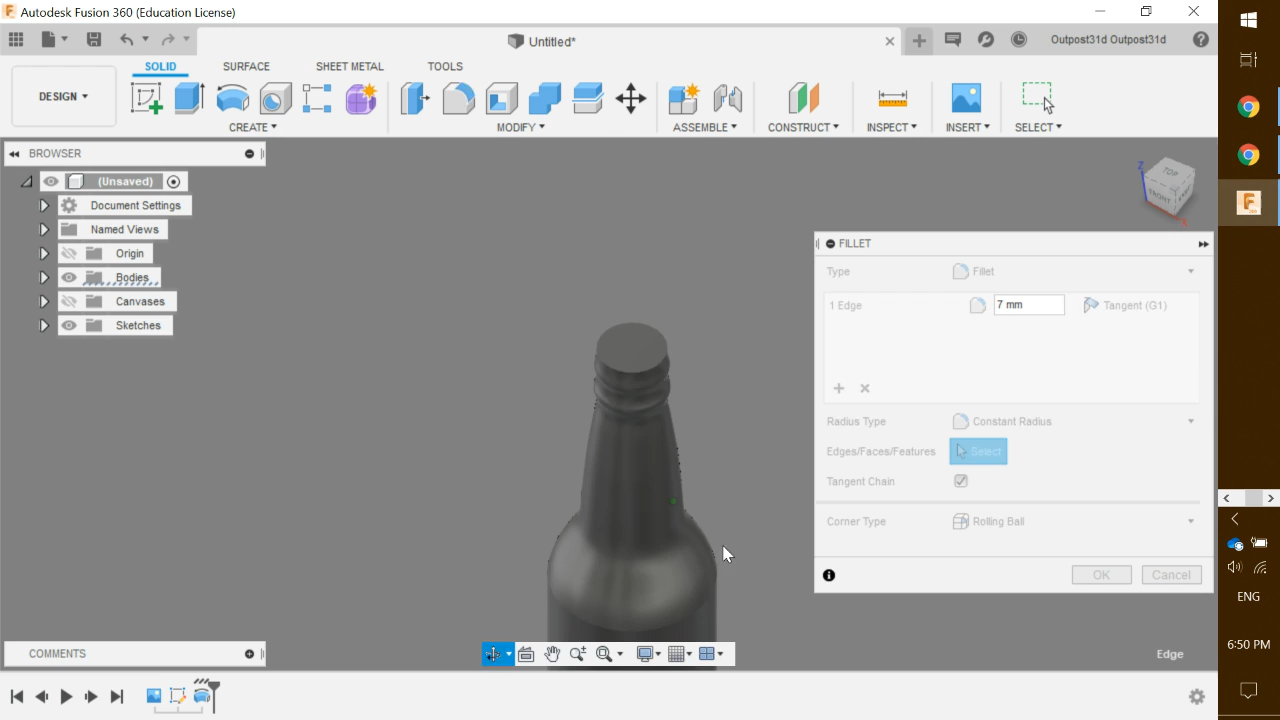 Autodesk Fusion 360 (Education License)
Untitled*
Outpost31d Outpost31d
SOLID SURFACE SHEET METAL TOOLS
DESIGN
CREATE MODIFY ASSEMBLE CONSTRUCT INSPECT INSERT SELECT
BROWSER
(Unsaved)
Document Settings
Named Views
Origin
Bodies
Canvases
Sketches
TOP
FRONT
Z
X
FILLET
Type Fillet
1 Edge 7 mm Tangent (G1)
Radius Type Constant Radius
Edges/Faces/Features Select
Tangent Chain
Corner Type Rolling Ball
OK Cancel
ENG
6:50 PM
COMMENTS
Edge